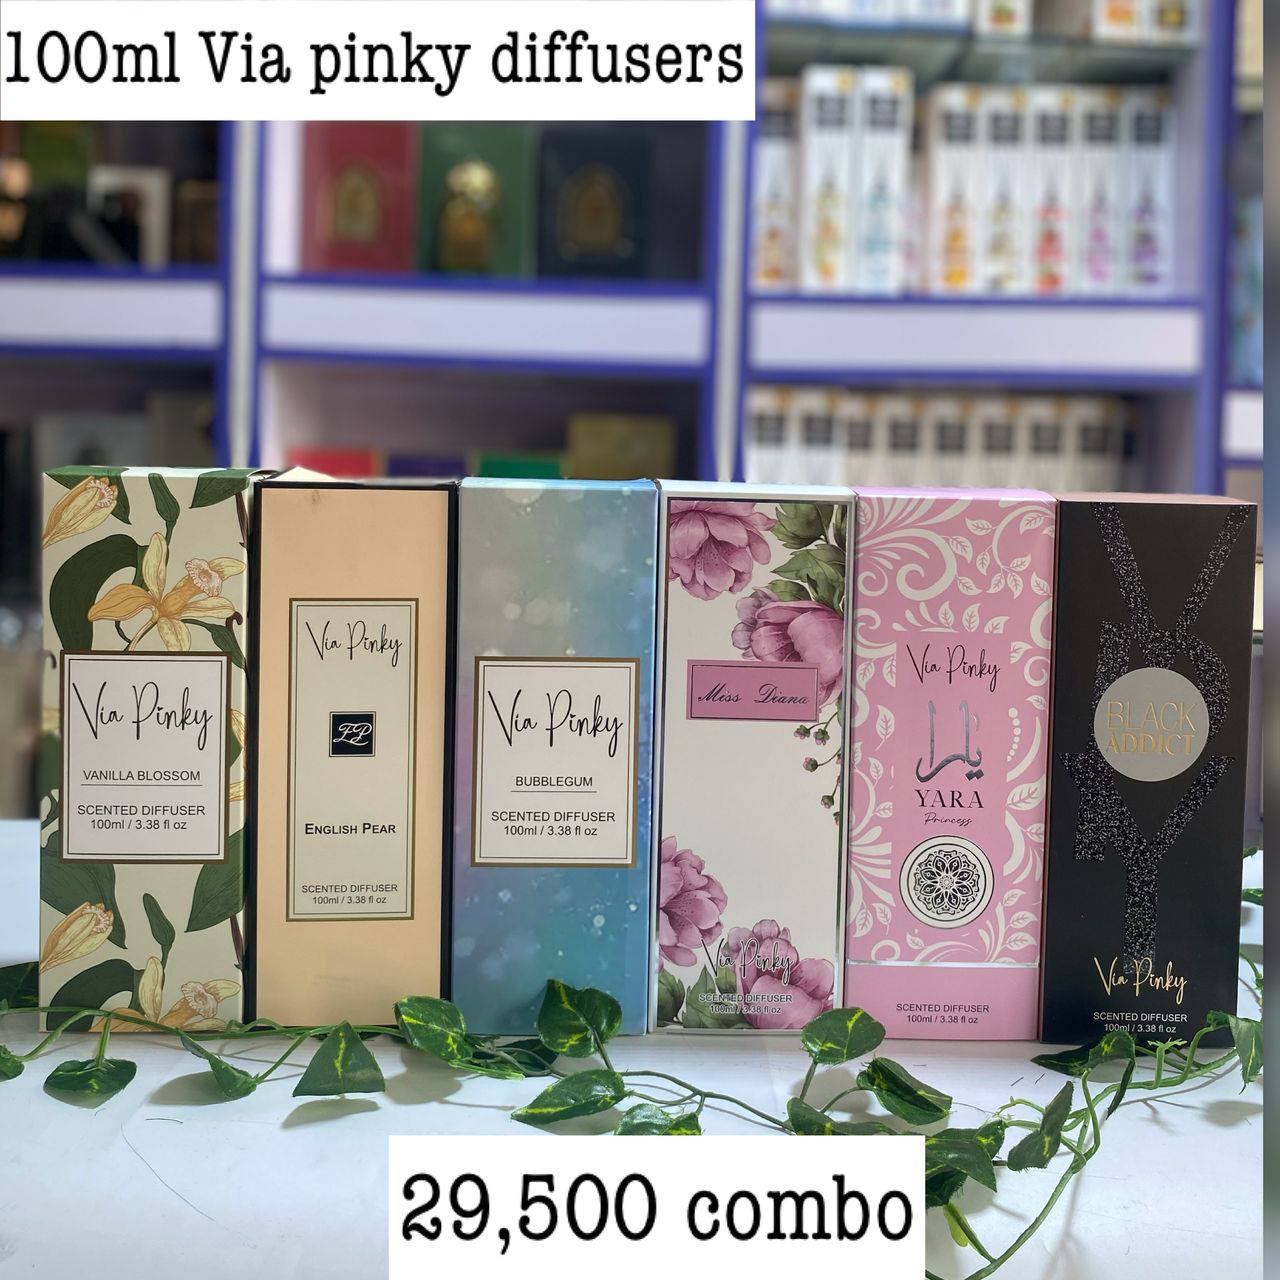 100ml Via pinky diffusers
Via Pinky
VANILLA BLOSSOM
SCENTED DIFFUSER
100ml / 3.38 fl oz
Via Pinky
EP
ENGLISH PEAR
SCENTED DIFFUSER
100ml / 3.38 fl oz
Via Pinky
BUBBLEGUM
SCENTED DIFFUSER
100ml / 3.38 fl oz
Miss Diana
Via Pinky
SCENTED DIFFUSER
100ml / 3.38 fl oz
Via Pinky
يارا
YARA
Princess
SCENTED DIFFUSER
100ml / 3.38 fl oz
BLACK
ADDICT
Via Pinky
SCENTED DIFFUSER
100ml / 3.38 fl oz
29,500 combo